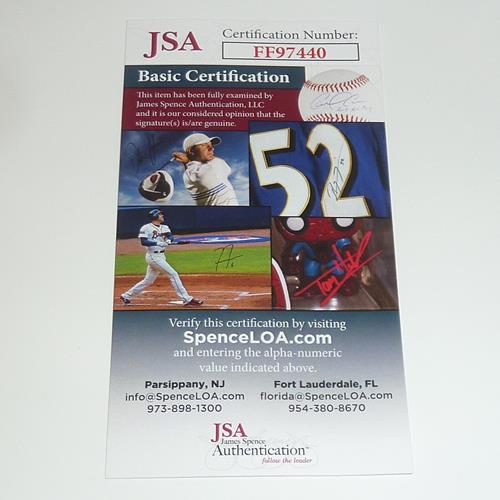 JSA
Certification Number:
FF97440
Basic Certification
This item has been fully examined by
James Spence Authentication, LLC
and it is our considered opinion that the
signature(s) is/are genuine.
52
Verify this certification by visiting
SpenceLOA.com
and entering the alpha-numeric
value indicated above.
Parsippany, NJ
info@SpenceLOA.com
973-898-1300
Fort Lauderdale, FL
florida@SpenceLOA.com
954-380-8670
JSA
James Spence
Authentication
follow the leader